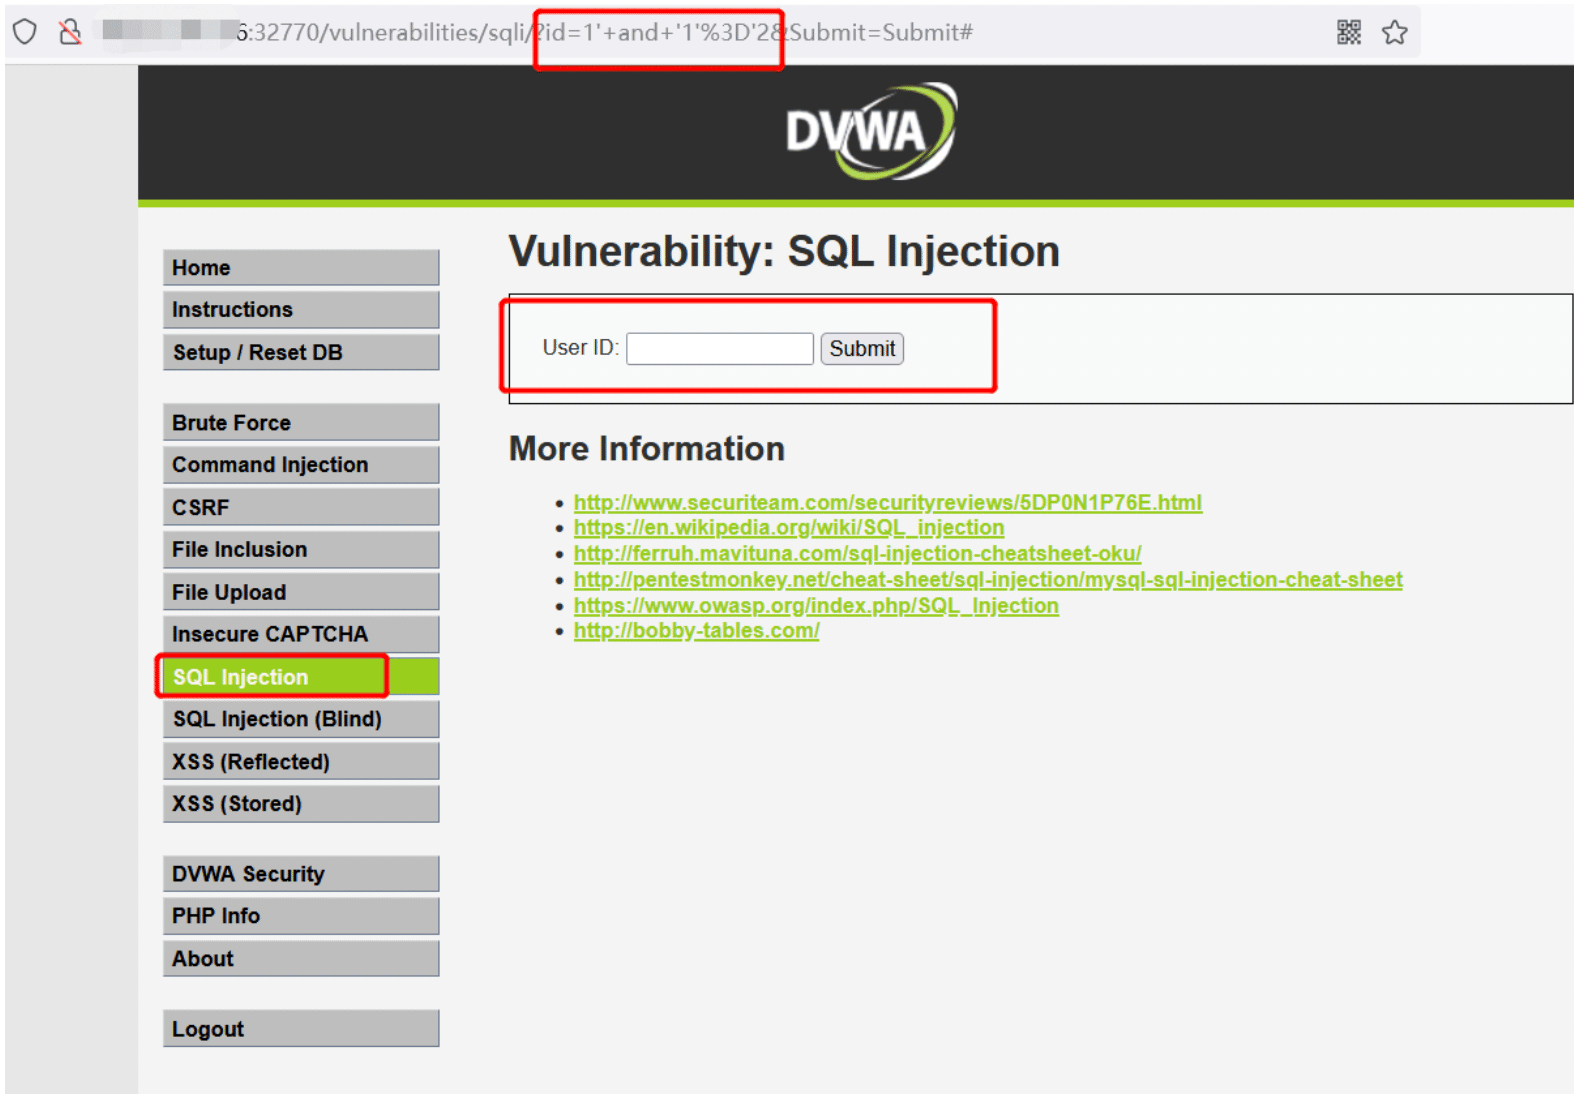 6:32770/vulnerabilities/sqli/?id=1'+and+'1'%3D'2&Submit=Submit#
DVWA
Home
Instructions
Setup / Reset DB
Brute Force
Command Injection
CSRF
File Inclusion
File Upload
Insecure CAPTCHA
SQL Injection
SQL Injection (Blind)
XSS (Reflected)
XSS (Stored)
DVWA Security
PHP Info
About
Logout
Vulnerability: SQL Injection
User ID: Submit
More Information
• http://www.securiteam.com/securityreviews/5DP0N1P76E.html
• https://en.wikipedia.org/wiki/SQL_injection
• http://ferruh.mavituna.com/sql-injection-cheatsheet-oku/
• http://pentestmonkey.net/cheat-sheet/sql-injection/mysql-sql-injection-cheat-sheet
• https://www.owasp.org/index.php/SQL_Injection
• http://bobby-tables.com/